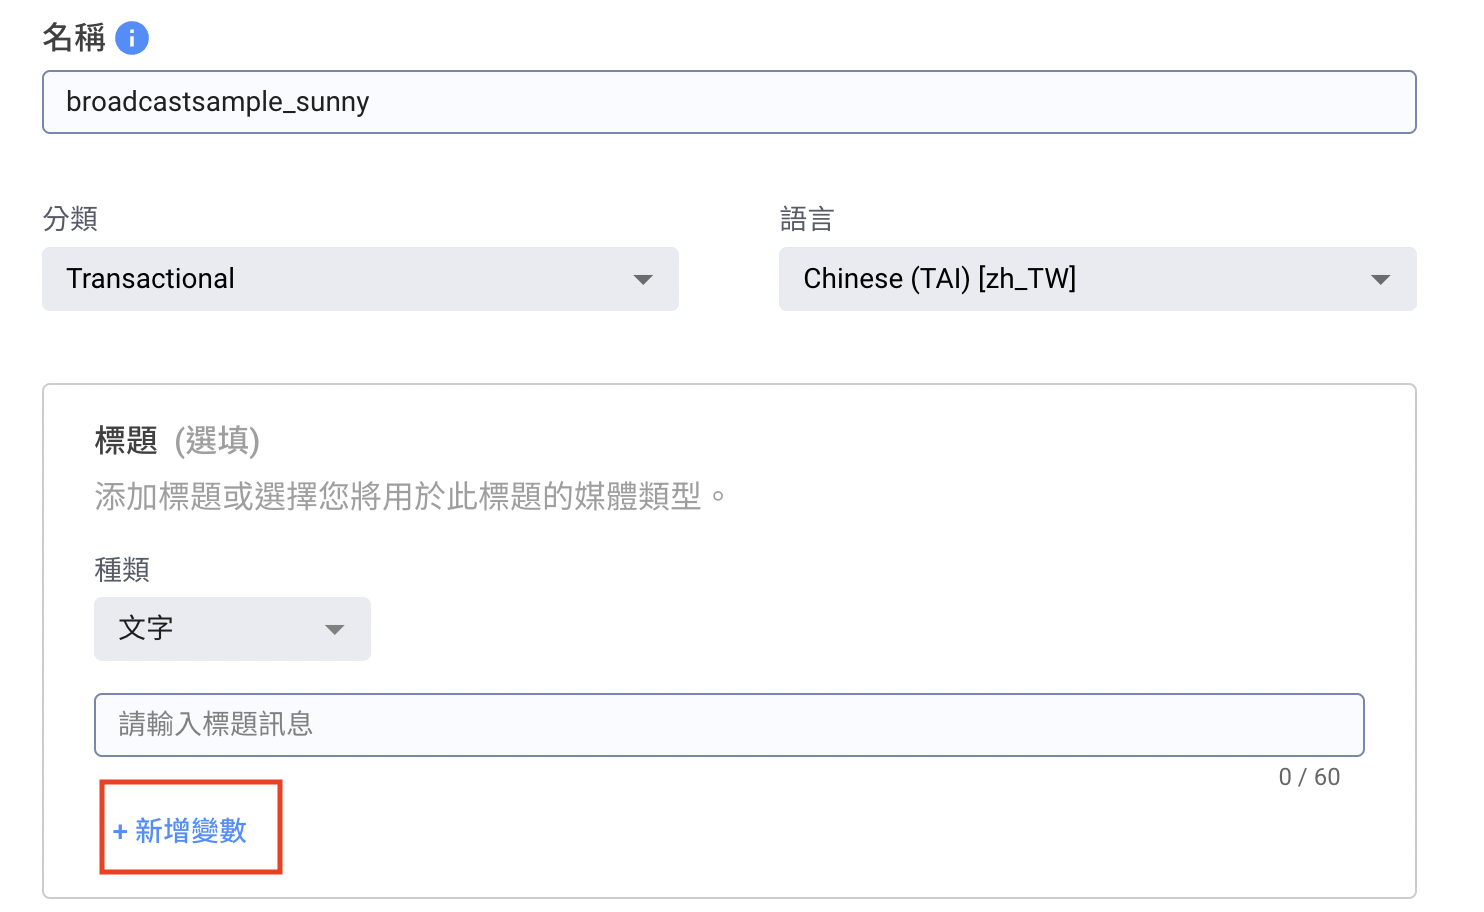 名稱
broadcastsample_sunny
分類
語言
Transactional
Chinese (TAI) [zh_TW]
標題 (選填)
添加標題或選擇您將用於此標題的媒體類型。
種類
文字
請輸入標題訊息
0 / 60
+ 新增變數